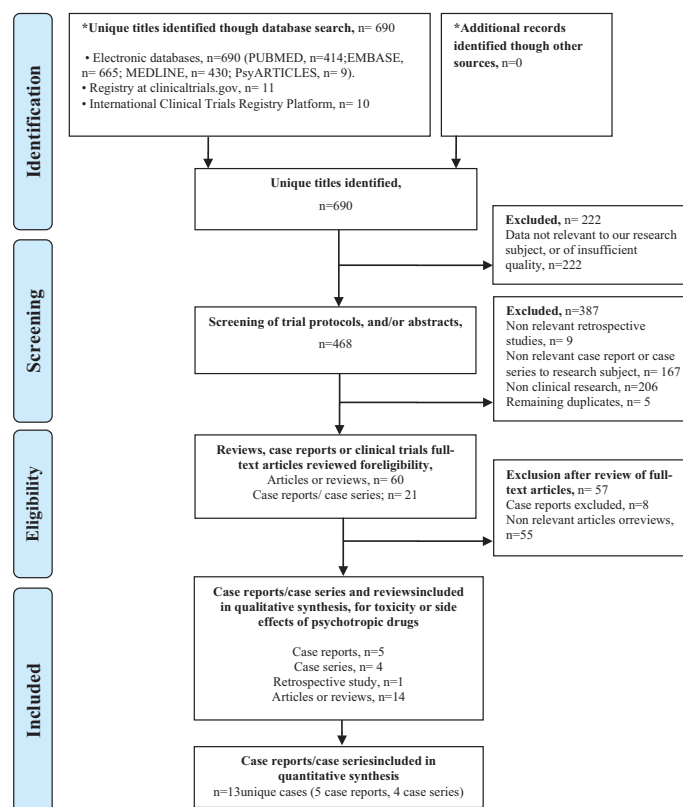 *Unique titles identified though database search, n= 690
• Electronic databases, n=690 (PUBMED, n=414;EMBASE,
n= 665; MEDLINE, n= 430; PsyARTICLES, n= 9).
• Registry at clinicaltrials.gov, n= 11
• International Clinical Trials Registry Platform, n= 10
*Additional records
identified though other
sources, n=0
Identification
Unique titles identified,
n=690
Excluded, n= 222
Data not relevant to our research
subject, or of insufficient
quality, n=222
Screening
Screening of trial protocols, and/or abstracts,
n=468
Excluded, n=387
Non relevant retrospective
studies, n= 9
Non relevant case report or case
series to research subject, n= 167
Non clinical research, n=206
Remaining duplicates, n= 5
Eligibility
Reviews, case reports or clinical trials full-
text articles reviewed foreligibility,
Articles or reviews, n= 60
Case reports/ case series; n= 21
Exclusion after review of full-
text articles, n= 57
Case reports excluded, n=8
Non relevant articles orreviews,
n=55
Included
Case reports/case series and reviewsincluded
in qualitative synthesis, for toxicity or side
effects of psychotropic drugs
Case reports, n=5
Case series, n= 4
Retrospective study, n=1
Articles or reviews, n=14
Case reports/case seriesincluded in
quantitative synthesis
n=13unique cases (5 case reports, 4 case series)